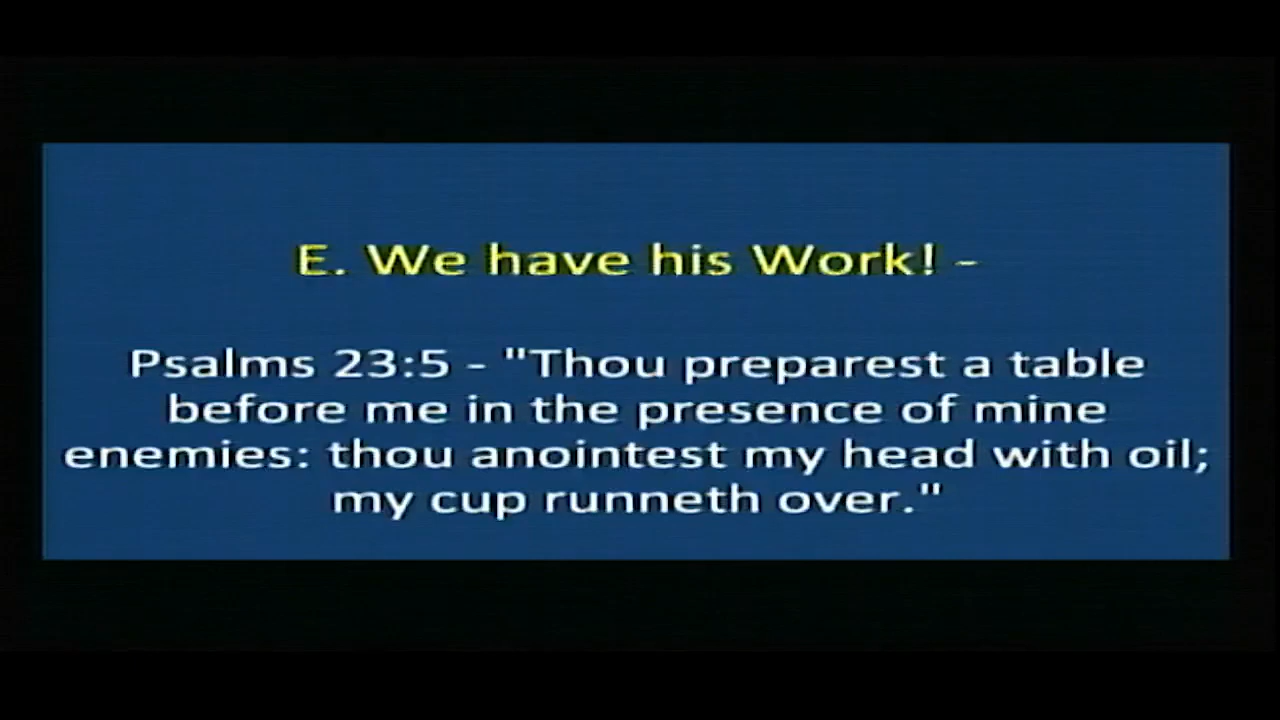 E. We have his Work! -
Psalms 23:5 - "Thou preparest a table
before me in the presence of mine
enemies: thou anointest my head with oil;
my cup runneth over."